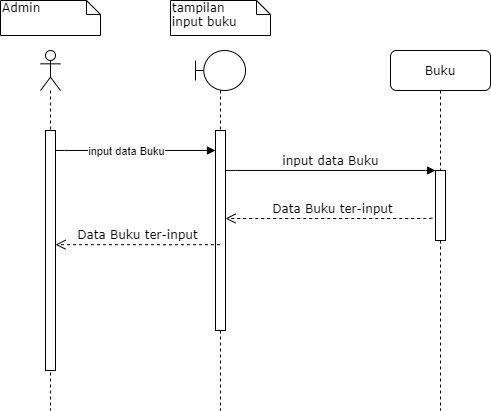 Admin
tampilan
input buku
Buku
input data Buku
input data Buku
Data Buku ter-input
Data Buku ter-input